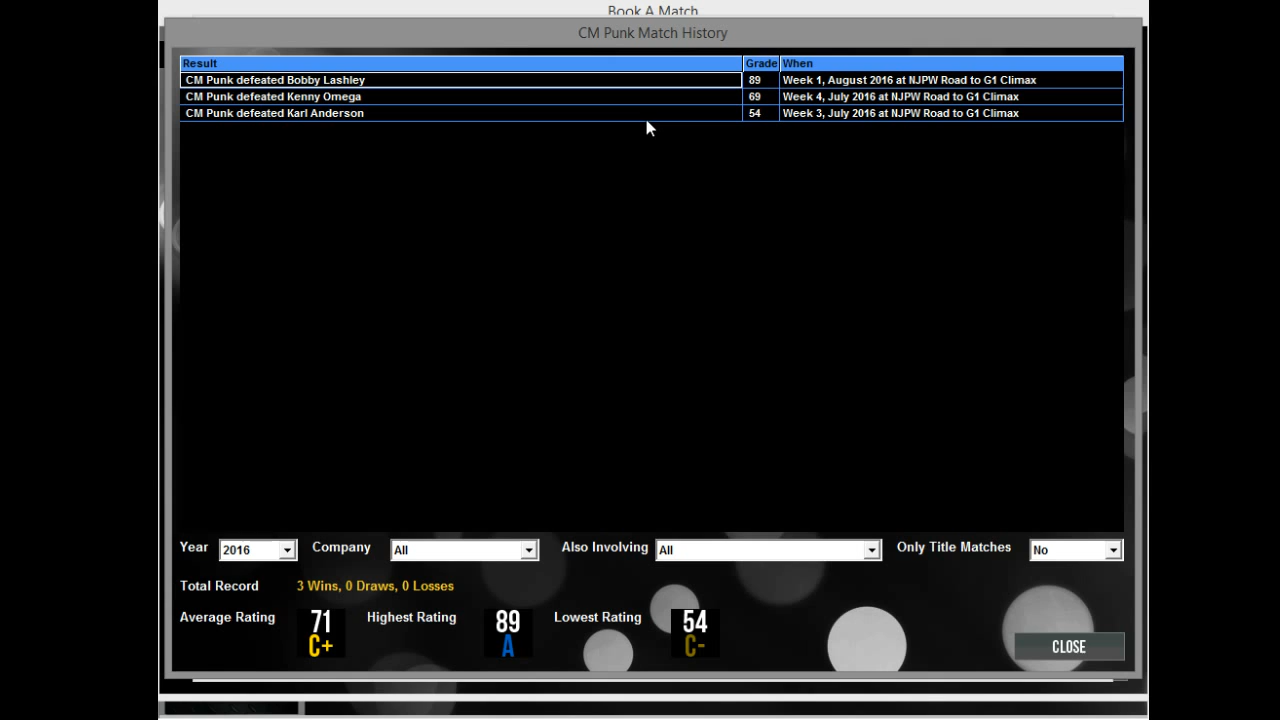 Book A Match
CM Punk Match History
Result Grade When
CM Punk defeated Bobby Lashley 89 Week 1, August 2016 at NJPW Road to G1 Climax
CM Punk defeated Kenny Omega 69 Week 4, July 2016 at NJPW Road to G1 Climax
CM Punk defeated Karl Anderson 54 Week 3, July 2016 at NJPW Road to G1 Climax
Year 2016 Company All Also Involving All Only Title Matches No
Total Record 3 Wins, 0 Draws, 0 Losses
Average Rating 71 Highest Rating 89 Lowest Rating 54
C+ A C-
CLOSE